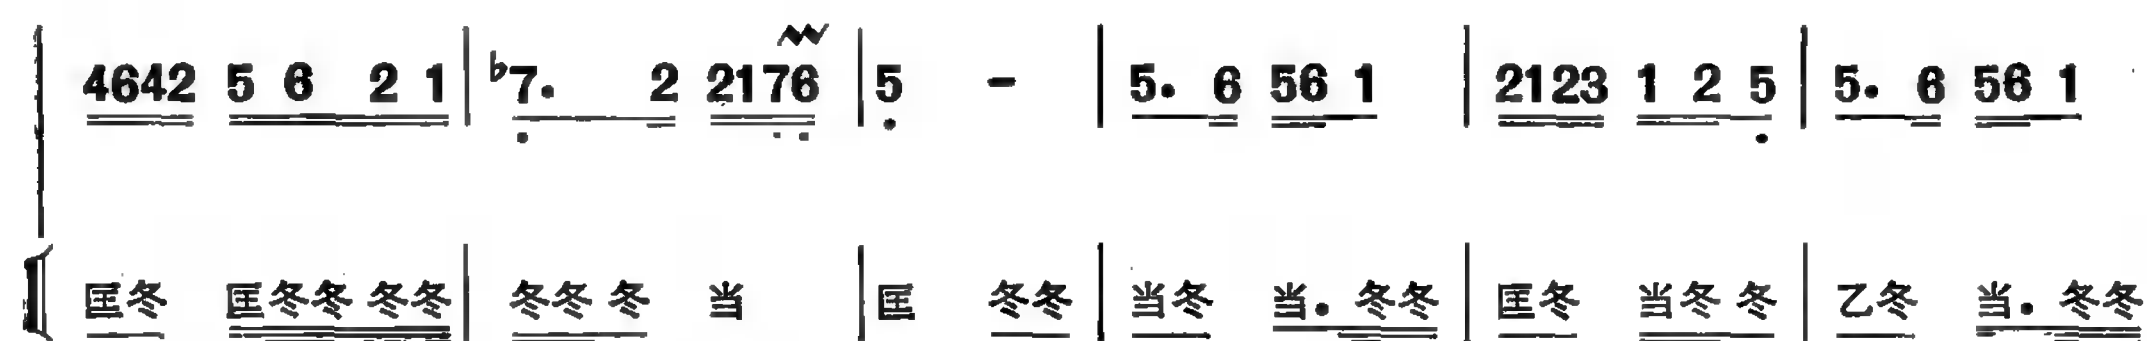 4642 5 6 2 1 | ♭7. 2 2176 | 5 - | 5. 6 56 1 | 2123 1 2 5 | 5. 6 56 1
匡冬 匡冬冬 冬冬 | 冬冬 冬 当 | 匡 冬冬 | 当冬 当. 冬冬 | 匡冬 当冬 冬 | 乙冬 当. 冬冬